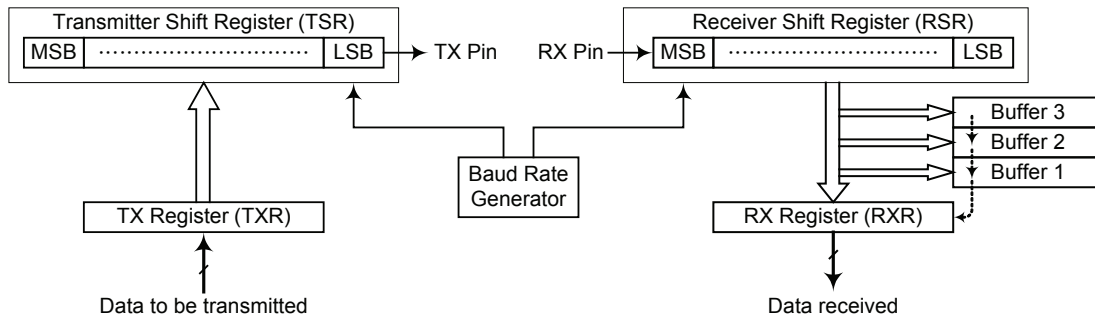 Transmitter Shift Register (TSR)
MSB LSB
TX Pin
Receiver Shift Register (RSR)
RX Pin
MSB LSB
Buffer 3
Buffer 2
Buffer 1
Baud Rate
Generator
TX Register (TXR)
RX Register (RXR)
Data to be transmitted
Data received